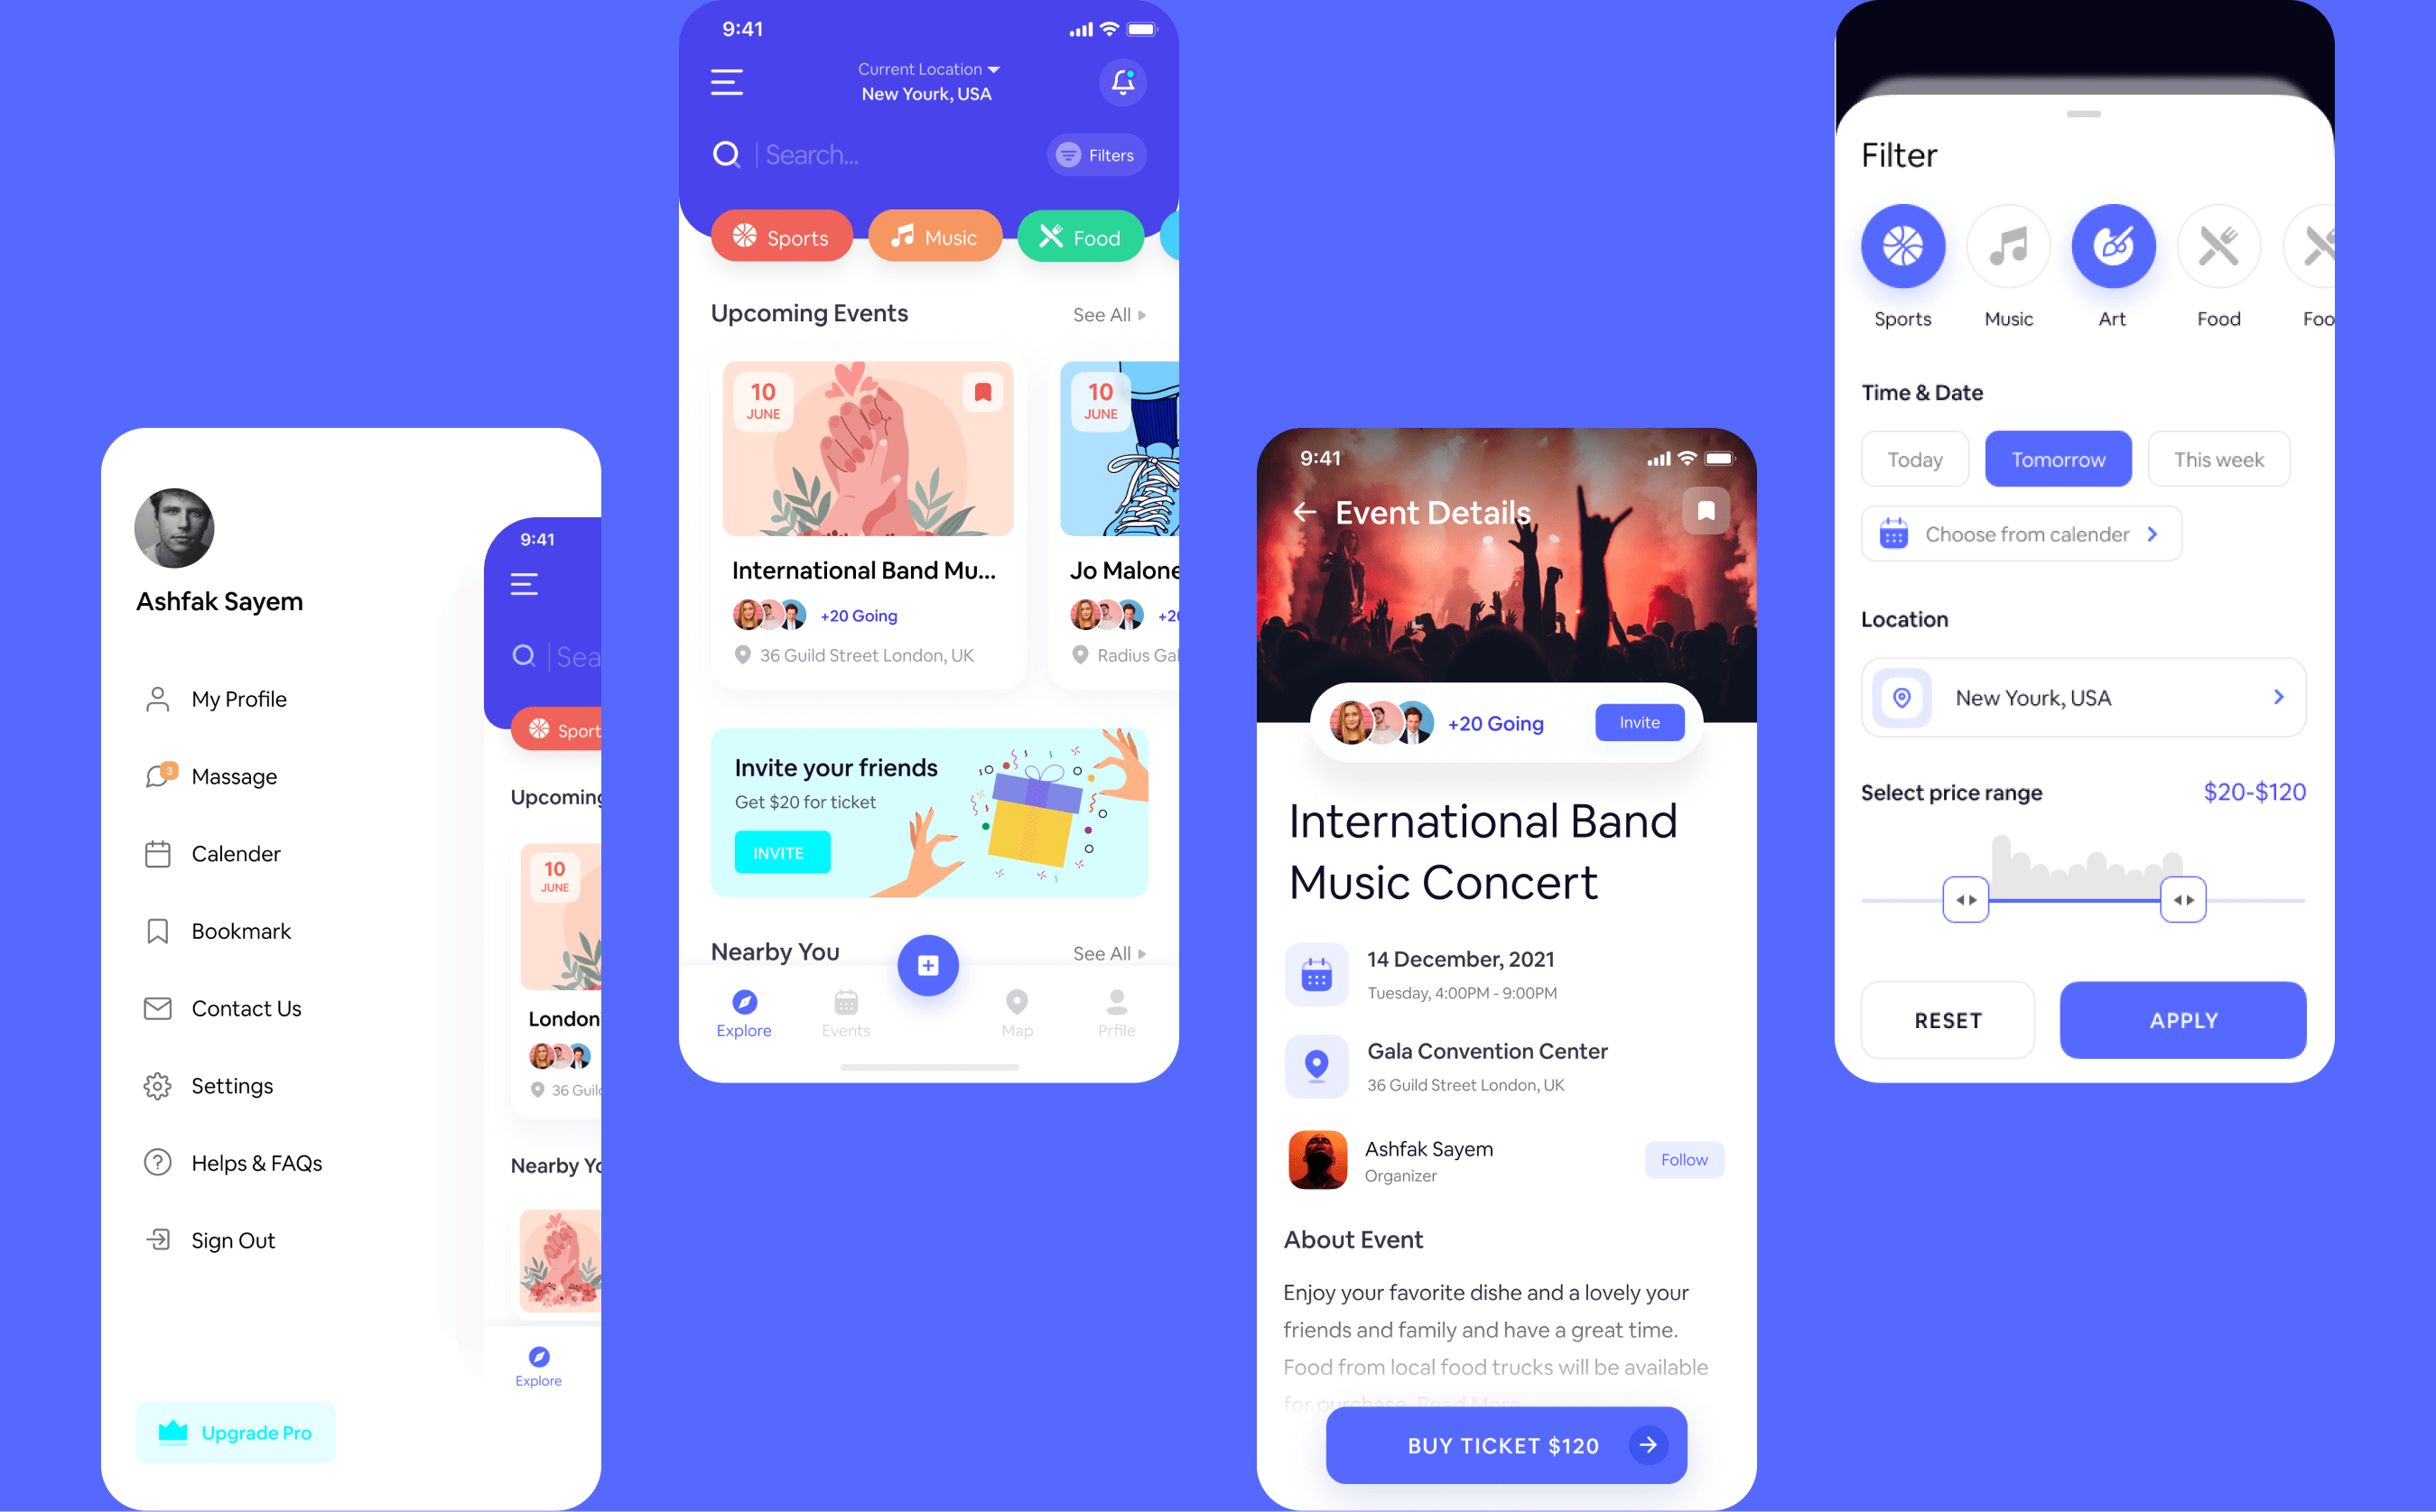 Ashfak Sayem
My Profile
3
Massage
Calender
Bookmark
Contact Us
Settings
Helps & FAQs
Sign Out
Upgrade Pro
9:41
Sea
Sport
Upcoming
10
JUNE
London
36 Guild
Nearby Yo
Explore
9:41
Current Location
New Yourk, USA
Search...
Filters
Sports
Music
Food
Upcoming Events
See All
10
JUNE
International Band Mu...
+20 Going
36 Guild Street London, UK
10
JUNE
Jo Malone
+20
Radius Gal
Invite your friends
Get $20 for ticket
INVITE
Nearby You
See All
Explore
Events
Map
Prfile
9:41
Event Details
+20 Going
Invite
International Band
Music Concert
14 December, 2021
Tuesday, 4:00PM - 9:00PM
Gala Convention Center
36 Guild Street London, UK
Ashfak Sayem
Organizer
Follow
About Event
Enjoy your favorite dishe and a lovely your
friends and family and have a great time.
Food from local food trucks will be available
for purchase. Read More
BUY TICKET $120
Filter
Sports
Music
Art
Food
Foo
Time & Date
Today
Tomorrow
This week
Choose from calender
Location
New Yourk, USA
Select price range
$20-$120
RESET
APPLY